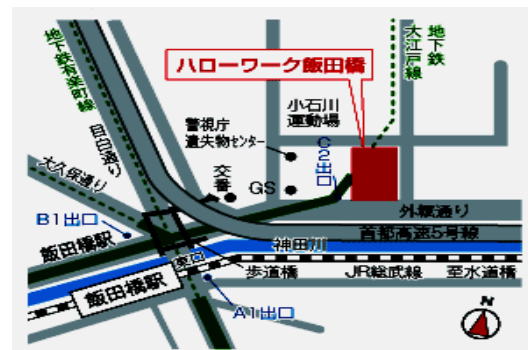 地下鉄有楽町線
目白通り
大久保通り
ハローワーク飯田橋
地下鉄
大江戸線
小石川
運動場
警視庁
遺失物センター
交番
GS
C2出口
B1出口
飯田橋駅
外堀通り
首都高速5号線
神田川
東口
飯田橋駅
歩道橋
JR総武線
至水道橋
A1出口
N